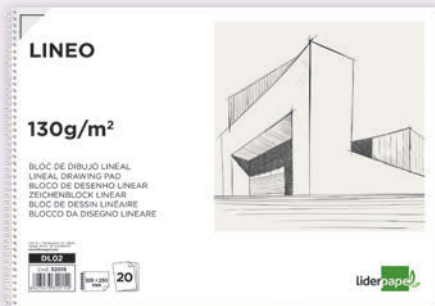 LINEO
130g/m²
BLOC DE DIBUJO LINEAL
LINEAL DRAWING PAD
BLOCO DE DESENHO LINEAR
ZEICHENBLOCK LINEAR
BLOC DE DESSIN LINÉAIRE
BLOCCO DA DISEGNO LINEARE
DL02
20
liderpapel